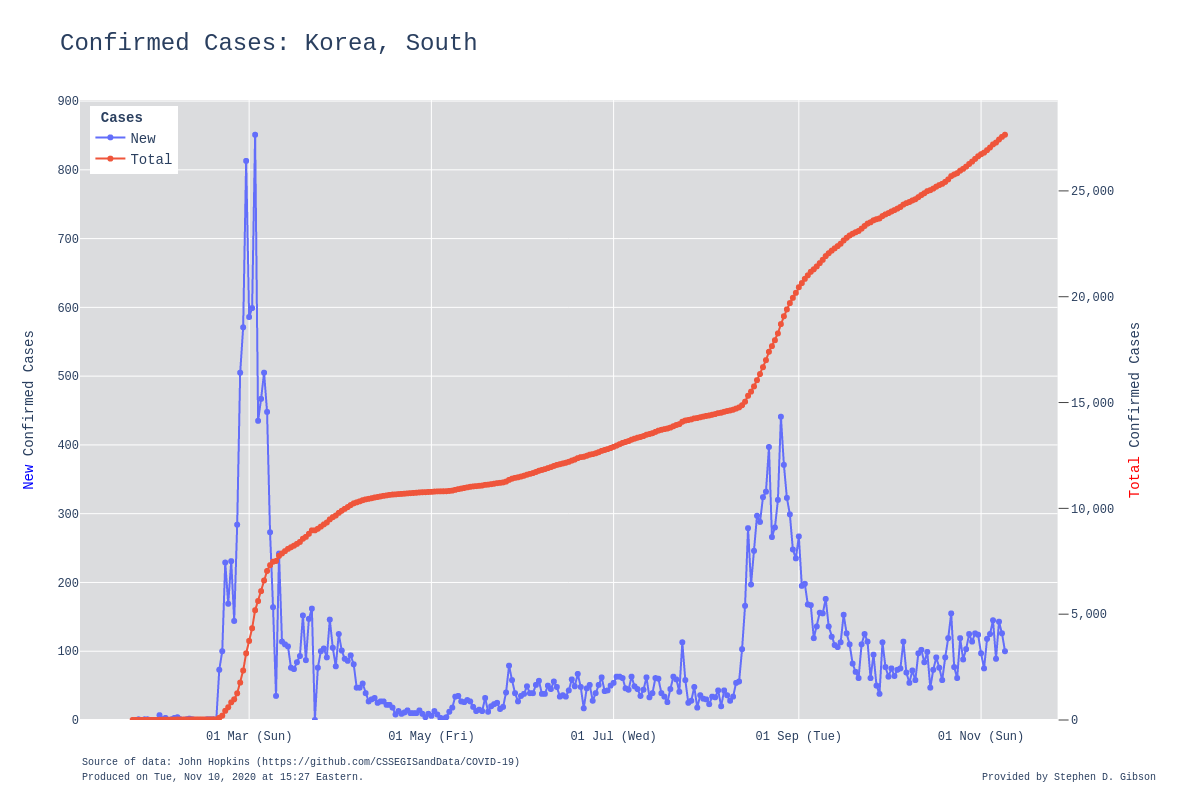 Confirmed Cases: Korea, South
Cases
New
Total
900
800
700
600
500
400
300
200
100
0
New Confirmed Cases
25,000
20,000
15,000
10,000
5,000
0
Total Confirmed Cases
01 Mar (Sun)
01 May (Fri)
01 Jul (Wed)
01 Sep (Tue)
01 Nov (Sun)
Source of data: John Hopkins (https://github.com/CSSEGISandData/COVID-19)
Produced on Tue, Nov 10, 2020 at 15:27 Eastern.
Provided by Stephen D. Gibson